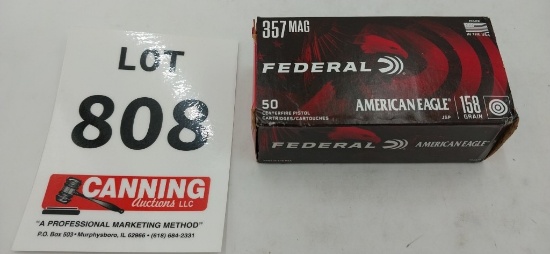 LOT
808
CANNING
Auctions LLC
"A PROFESSIONAL MARKETING METHOD"
P.O. Box 503 • Murphysboro, IL 62966 • (618) 684-2331
357 MAG
FEDERAL
50
CENTERFIRE PISTOL
CARTRIDGES/CARTOUCHES
AMERICAN EAGLE
JSP
158
GRAIN
FEDERAL
AMERICAN EAGLE